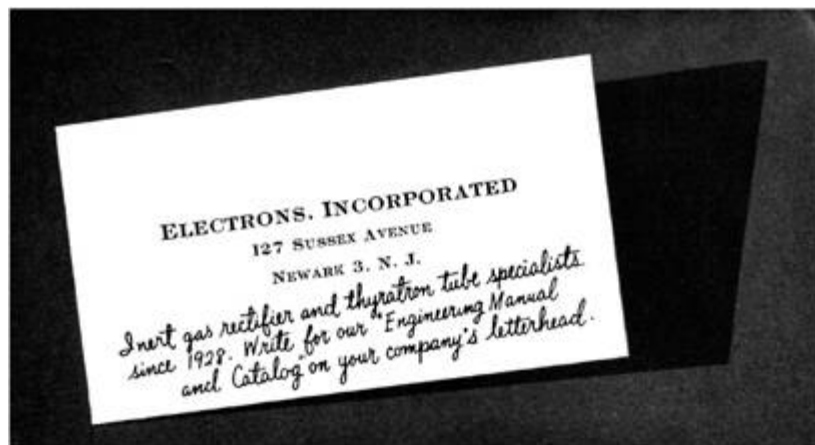 ELECTRONS. INCORPORATED
127 SUSSEX AVENUE
NEWARK 3. N. J.
Inert gas rectifier and thyratron tube specialists
since 1928. Write for our "Engineering Manual
and Catalog" on your company's letterhead.